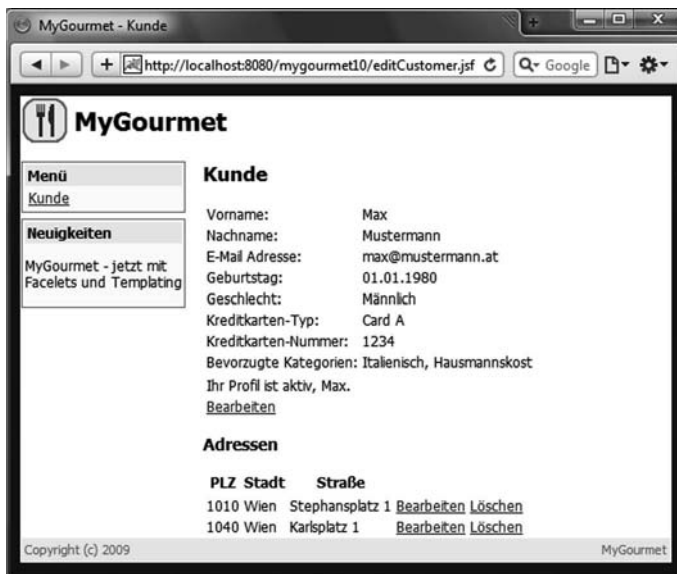 MyGourmet - Kunde
http://localhost:8080/mygourmet10/editCustomer.jsf
Google
MyGourmet
Menü
Kunde
Neuigkeiten
MyGourmet - jetzt mit
Facelets und Templating
Kunde
Vorname: Max
Nachname: Mustermann
E-Mail Adresse: max@mustermann.at
Geburtstag: 01.01.1980
Geschlecht: Männlich
Kreditkarten-Typ: Card A
Kreditkarten-Nummer: 1234
Bevorzugte Kategorien: Italienisch, Hausmannskost
Ihr Profil ist aktiv, Max.
Bearbeiten
Adressen
PLZ Stadt Straße
1010 Wien Stephansplatz 1 Bearbeiten Löschen
1040 Wien Karlsplatz 1 Bearbeiten Löschen
Copyright (c) 2009 MyGourmet